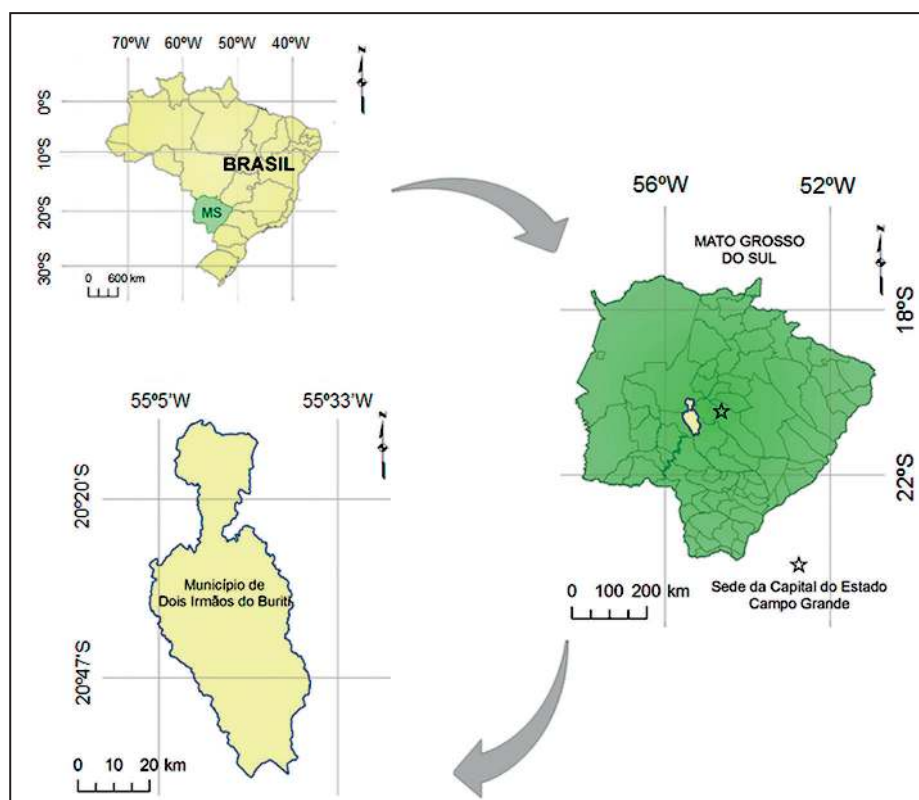 70ºW 60ºW 50ºW 40ºW
N
0ºS
10ºS
20ºS
30ºS
BRASIL
MS
0 600 km
56ºW 52ºW
MATO GROSSO
DO SUL
N
18ºS
22ºS
Sede da Capital do Estado
Campo Grande
0 100 200 km
55º5'W 55º33'W
N
20º20'S
20º47'S
Município de
Dois Irmãos do Buriti
0 10 20 km